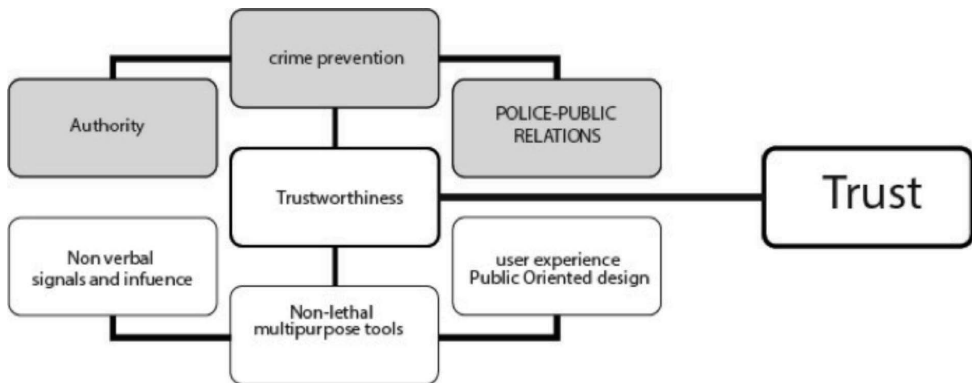 crime prevention
Authority
POLICE-PUBLIC
RELATIONS
Trustworthiness
Trust
Non verbal
signals and infuence
user experience
Public Oriented design
Non-lethal
multipurpose tools